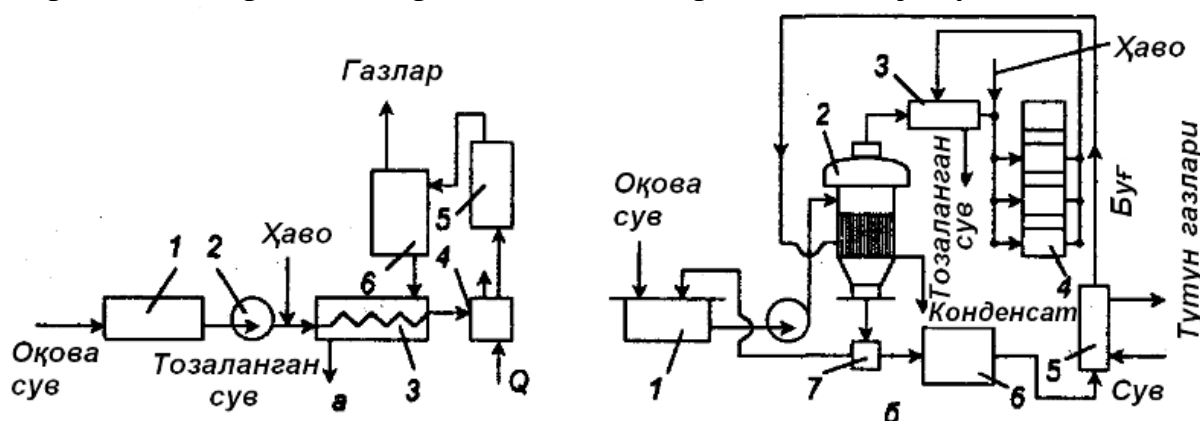 Газлар
Ҳаво
1
2
5
6
4
3
Оқова
сув
Тозаланган
сув
а
Q
Ҳаво
3
2
Оқова
сув
Тозаланган
сув
Буғ
Тутун газлари
4
Конденсат
1
7
6
5
Сув
б